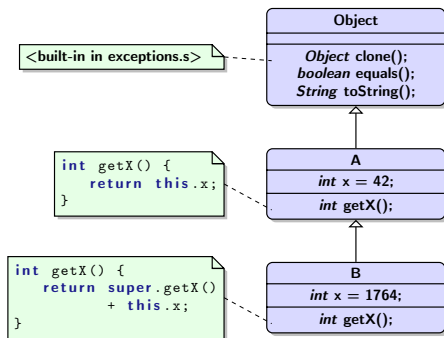 Object
<built-in in exceptions.s>
Object clone();
boolean equals();
String toString();
int getX() {
return this.x;
}
A
int x = 42;
int getX();
int getX() {
return super.getX()
+ this.x;
}
B
int x = 1764;
int getX();